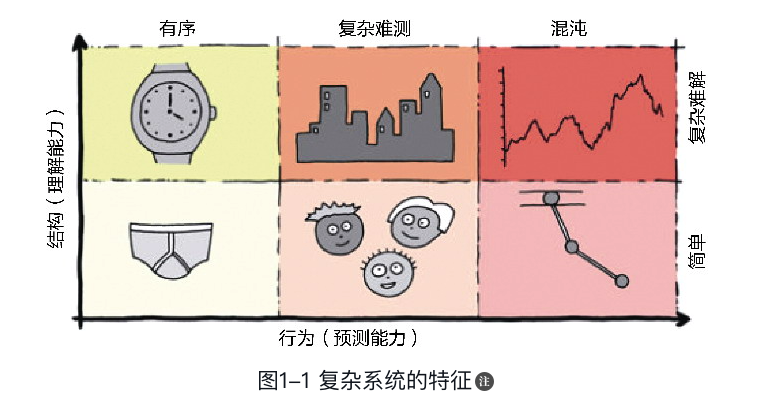 有序 复杂难测 混沌
复杂难解
结构（理解能力）
简单
行为（预测能力）
图1–1 复杂系统的特征 注